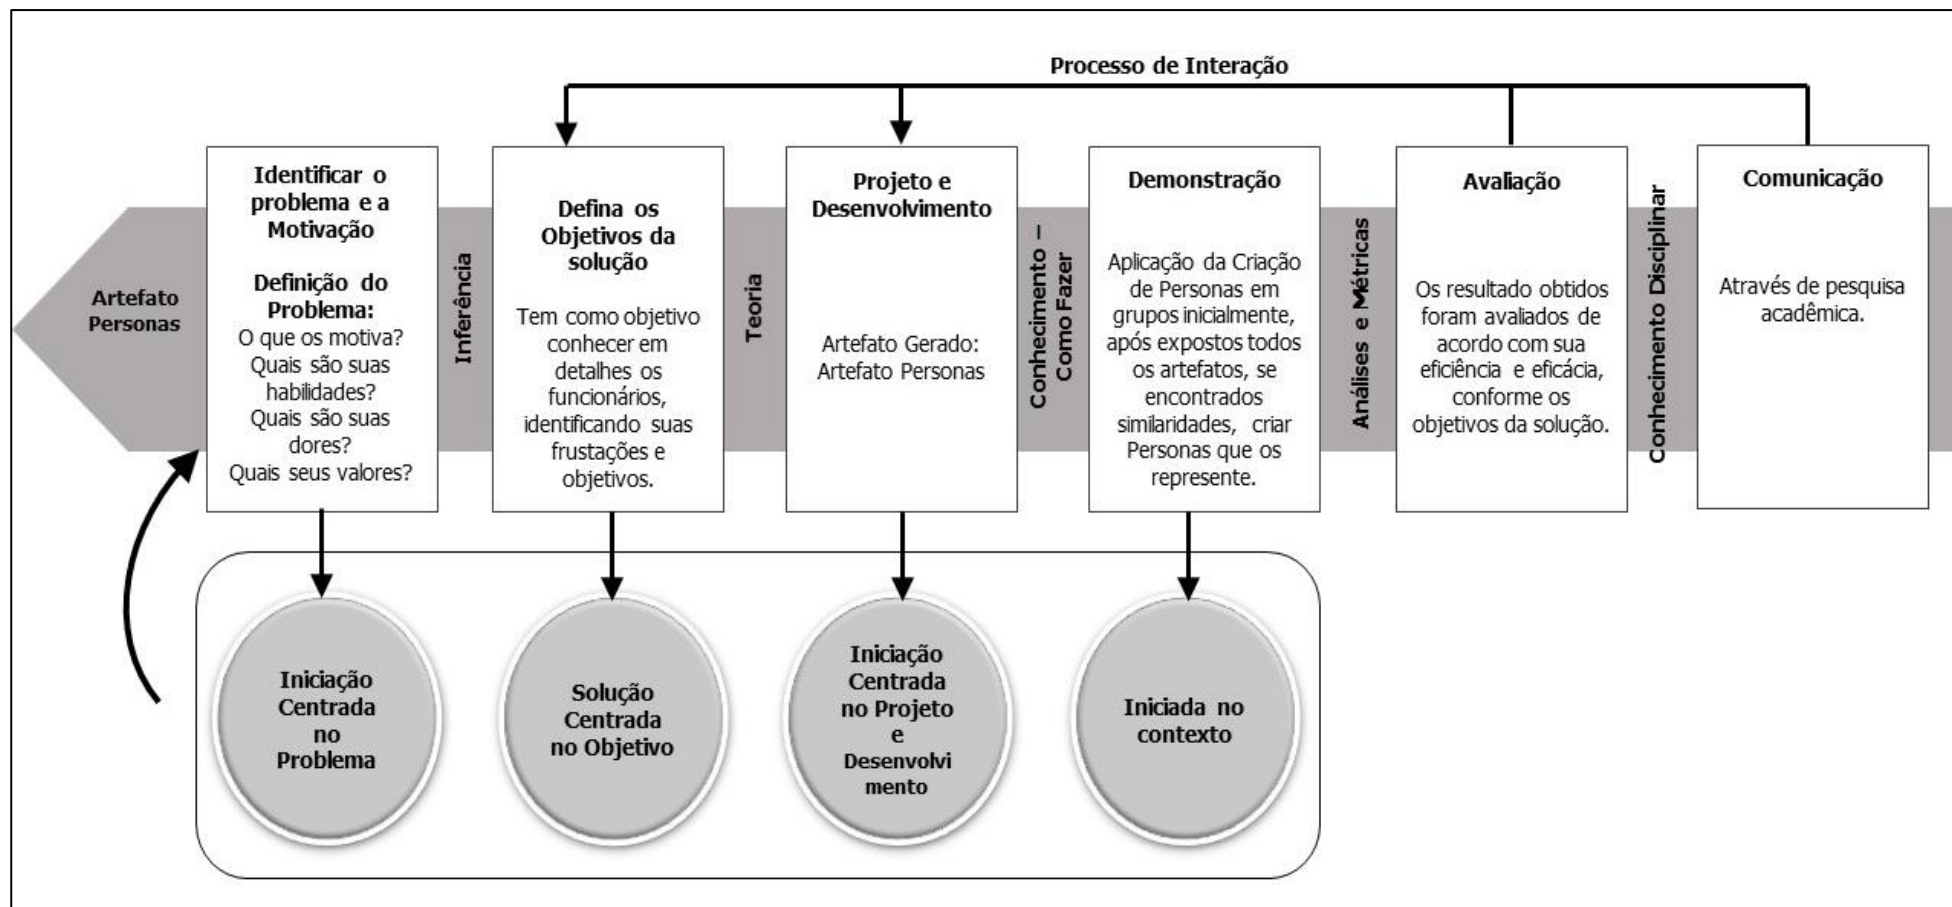 Processo de Interação
Artefato
Personas
Identificar o
problema e a
Motivação
Definição do
Problema:
O que os motiva?
Quais são suas
habilidades?
Quais são suas
dores?
Quais seus valores?
Inferência
Defina os
Objetivos da
solução
Tem como objetivo
conhecer em
detalhes os
funcionários,
identificando suas
frustações e
objetivos.
Teoria
Projeto e
Desenvolvimento
Artefato Gerado:
Artefato Personas
Conhecimento –
Como Fazer
Demonstração
Aplicação da Criação
de Personas em
grupos inicialmente,
após expostos todos
os artefatos, se
encontrados
similaridades, criar
Personas que os
represente.
Análises e Métricas
Avaliação
Os resultado obtidos
foram avaliados de
acordo com sua
eficiência e eficácia,
conforme os
objetivos da solução.
Conhecimento Disciplinar
Comunicação
Através de pesquisa
acadêmica.
Iniciação
Centrada
no
Problema
Solução
Centrada
no Objetivo
Iniciação
Centrada
no Projeto
e
Desenvolvi
mento
Iniciada no
contexto